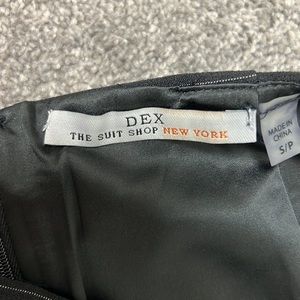 DEX
THE SUIT SHOP NEW YORK
MADE IN
CHINA
S/P